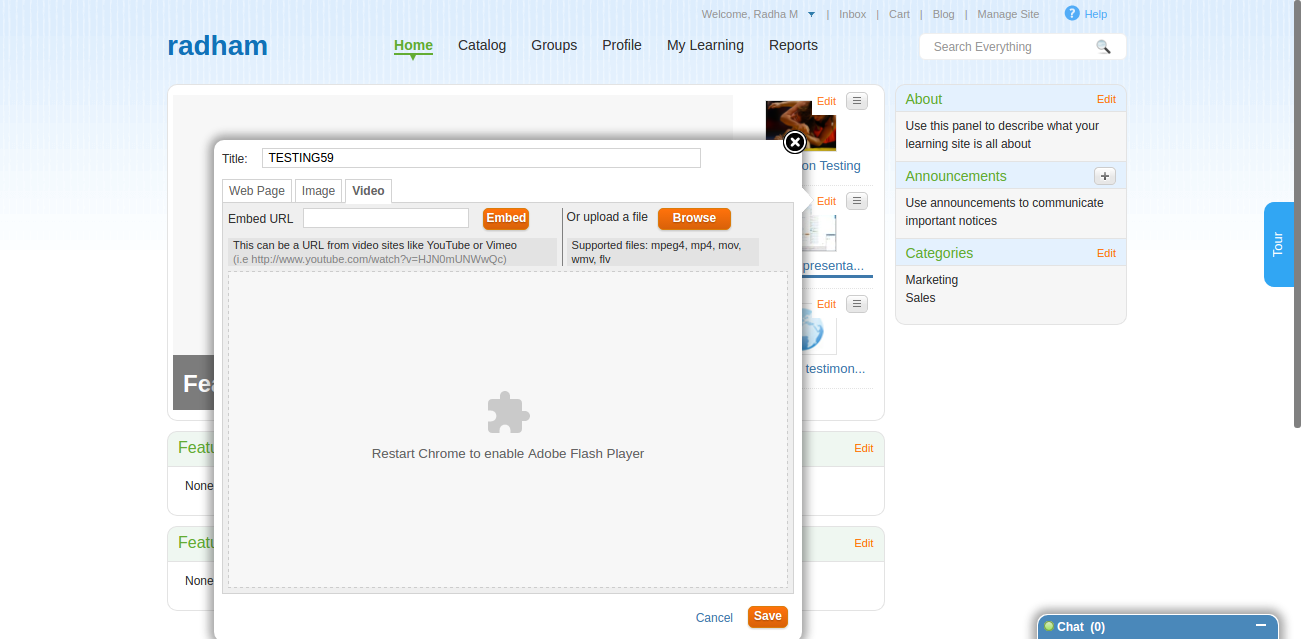 Welcome, Radha M | Inbox | Cart | Blog | Manage Site ? Help
radham
Home Catalog Groups Profile My Learning Reports
Search Everything
Edit
on Testing
Edit
presenta...
Edit
testimon...
About Edit
Use this panel to describe what your
learning site is all about
Announcements +
Use announcements to communicate
important notices
Categories Edit
Marketing
Sales
Tour
Title: TESTING59
Web Page Image Video
Embed URL Embed
This can be a URL from video sites like YouTube or Vimeo
(i.e http://www.youtube.com/watch?v=HJN0mUNWwQc)
Or upload a file Browse
Supported files: mpeg4, mp4, mov,
wmv, flv
Restart Chrome to enable Adobe Flash Player
Cancel Save
Fea
Featu Edit
None
Featu Edit
None
Chat (0)